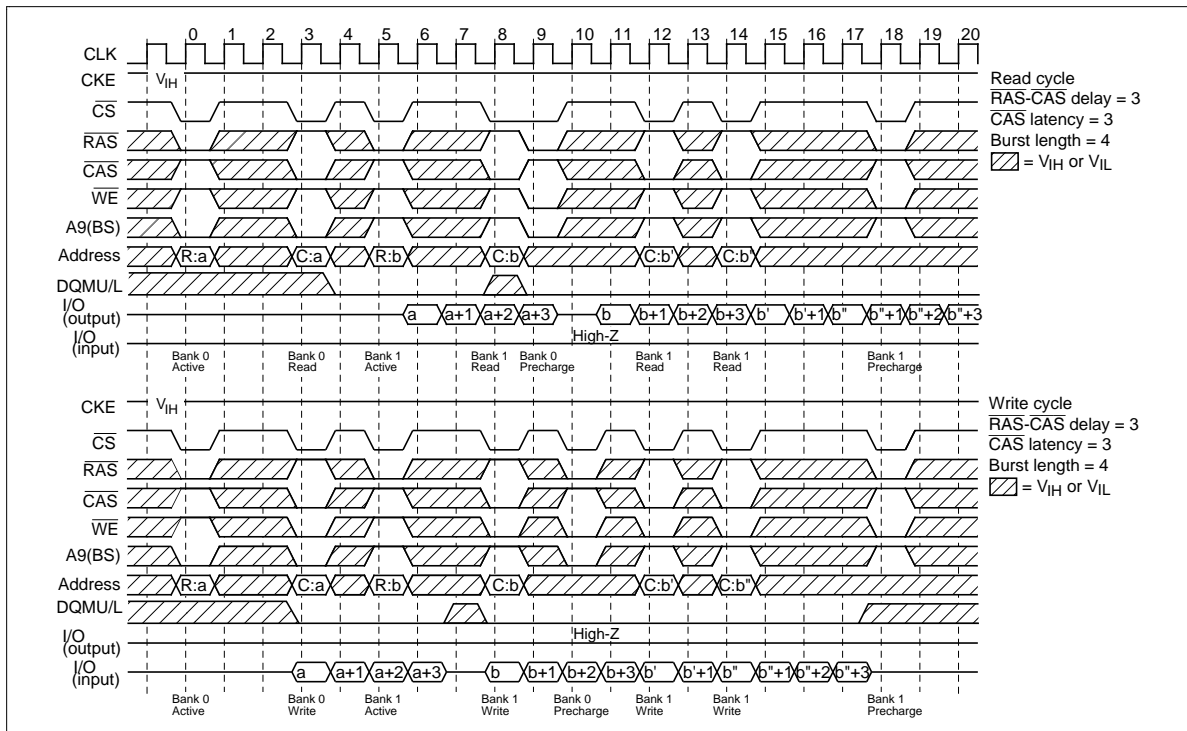 0 1 2 3 4 5 6 7 8 9 10 11 12 13 14 15 16 17 18 19 20
CLK
CKE VIH
CS
RAS
CAS
WE
A9(BS)
Address R:a C:a R:b C:b C:b' C:b"
DQMU/L
I/O (output) a a+1 a+2 a+3 b b+1 b+2 b+3 b' b'+1 b" b"+1 b"+2 b"+3
I/O (input) High-Z
Bank 0 Active
Bank 0 Read
Bank 1 Active
Bank 1 Read
Bank 0 Precharge
Bank 1 Read
Bank 1 Read
Bank 1 Precharge
Read cycle
RAS-CAS delay = 3
CAS latency = 3
Burst length = 4
= VIH or VIL
CKE VIH
CS
RAS
CAS
WE
A9(BS)
Address R:a C:a R:b C:b C:b' C:b"
DQMU/L
I/O (output) High-Z
I/O (input) a a+1 a+2 a+3 b b+1 b+2 b+3 b' b'+1 b" b"+1 b"+2 b"+3
Bank 0 Active
Bank 0 Write
Bank 1 Active
Bank 1 Write
Bank 0 Precharge
Bank 1 Write
Bank 1 Write
Bank 1 Precharge
Write cycle
RAS-CAS delay = 3
CAS latency = 3
Burst length = 4
= VIH or VIL